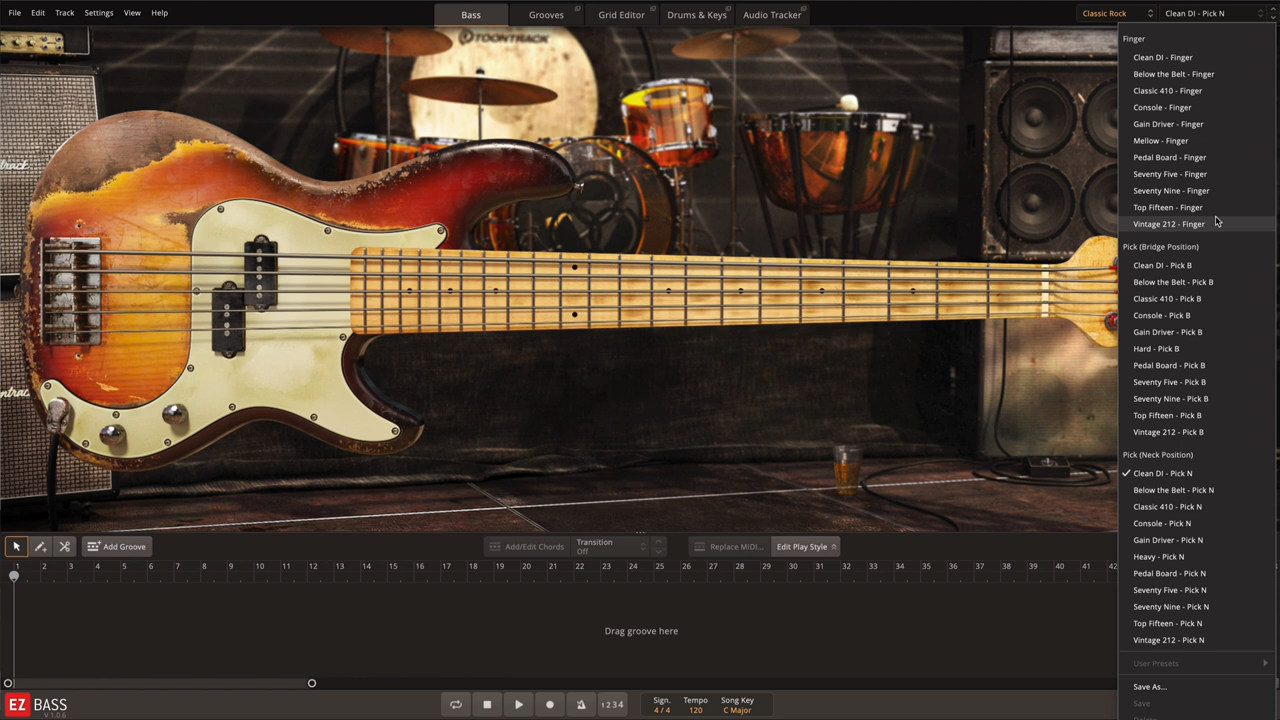 File Edit Track Settings View Help
Bass Grooves Grid Editor Drums & Keys Audio Tracker
Classic Rock Clean DI - Pick N
TOONTRACK
Finger
Clean DI - Finger
Below the Belt - Finger
Classic 410 - Finger
Console - Finger
Gain Driver - Finger
Mellow - Finger
Pedal Board - Finger
Seventy Five - Finger
Seventy Nine - Finger
Top Fifteen - Finger
Vintage 212 - Finger
Pick (Bridge Position)
Clean DI - Pick B
Below the Belt - Pick B
Classic 410 - Pick B
Console - Pick B
Gain Driver - Pick B
Hard - Pick B
Pedal Board - Pick B
Seventy Five - Pick B
Seventy Nine - Pick B
Top Fifteen - Pick B
Vintage 212 - Pick B
Pick (Neck Position)
Clean DI - Pick N
Below the Belt - Pick N
Classic 410 - Pick N
Console - Pick N
Gain Driver - Pick N
Heavy - Pick N
Pedal Board - Pick N
Seventy Five - Pick N
Seventy Nine - Pick N
Top Fifteen - Pick N
Vintage 212 - Pick N
User Presets
Save As...
Save
Add Groove Add/Edit Chords Transition Off Replace MIDI... Edit Play Style
1 2 3 4 5 6 7 8 9 10 11 12 13 14 15 16 17 18 19 20 21 22 23 24 25 26 27 28 29 30 31 32 33 34 35 36 37 38 39 40 41 42
Drag groove here
EZ BASS
V 1.0.6
1 2 3 4
Sign. Tempo Song Key
4 / 4 120 C Major